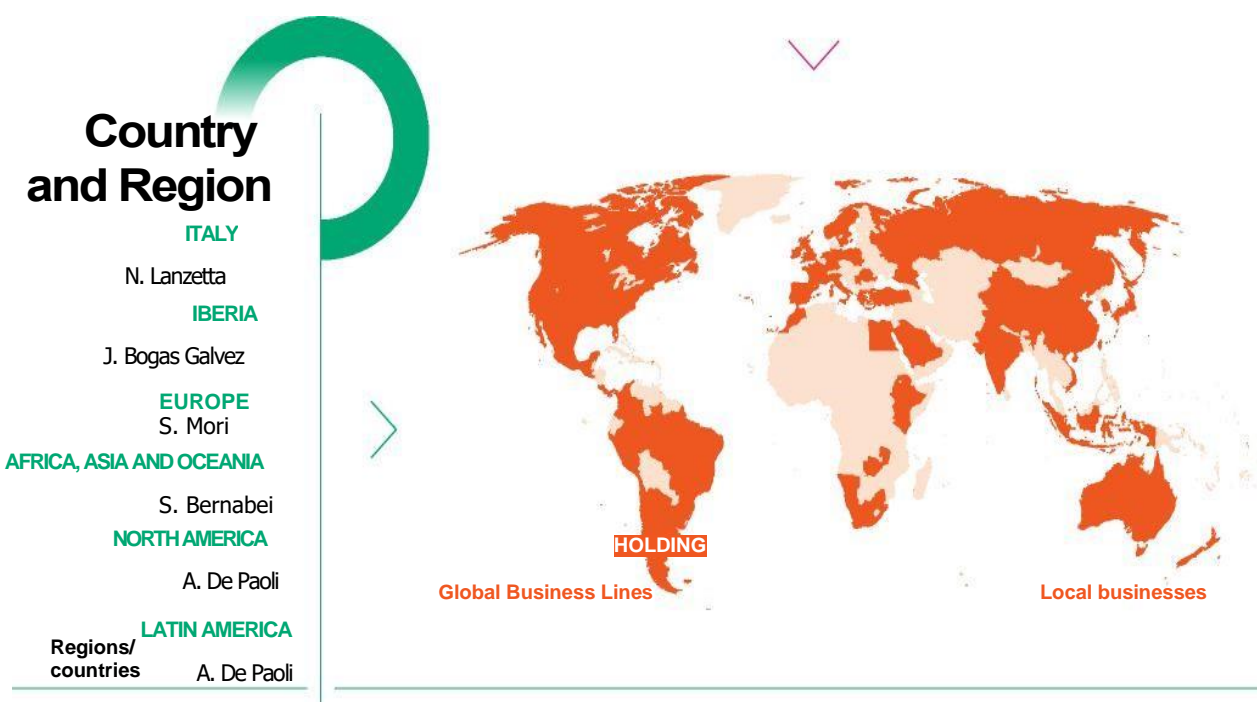 Country
and Region
ITALY
N. Lanzetta
IBERIA
J. Bogas Galvez
EUROPE
S. Mori
AFRICA, ASIA AND OCEANIA
S. Bernabei
NORTH AMERICA
A. De Paoli
LATIN AMERICA
Regions/
countries
A. De Paoli
HOLDING
Global Business Lines
Local businesses